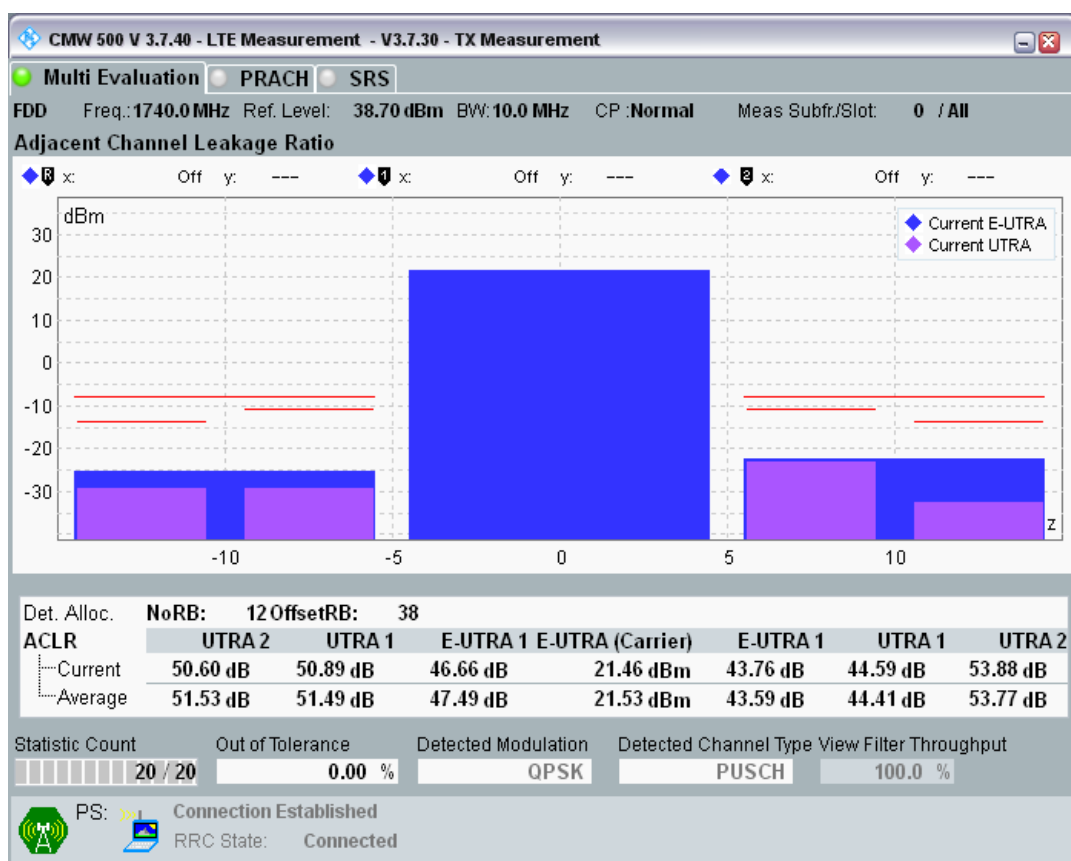 CMW 500 V 3.7.40 - LTE Measurement - V3.7.30 - TX Measurement
Multi Evaluation PRACH SRS
FDD Freq.: 1740.0 MHz Ref. Level: 38.70 dBm BW: 10.0 MHz CP : Normal Meas Subfr./Slot: 0 / All
Adjacent Channel Leakage Ratio
R x: Off y: --- 1 x: Off y: --- 2 x: Off y: ---
dBm
Current E-UTRA
Current UTRA
30
20
10
0
-10
-20
-30
z
-10 -5 0 5 10
Det. Alloc. NoRB: 12 OffsetRB: 38
ACLR UTRA 2 UTRA 1 E-UTRA 1 E-UTRA (Carrier) E-UTRA 1 UTRA 1 UTRA 2
Current 50.60 dB 50.89 dB 46.66 dB 21.46 dBm 43.76 dB 44.59 dB 53.88 dB
Average 51.53 dB 51.49 dB 47.49 dB 21.53 dBm 43.59 dB 44.41 dB 53.77 dB
Statistic Count Out of Tolerance Detected Modulation Detected Channel Type View Filter Throughput
20 / 20 0.00 % QPSK PUSCH 100.0 %
PS: Connection Established
RRC State: Connected